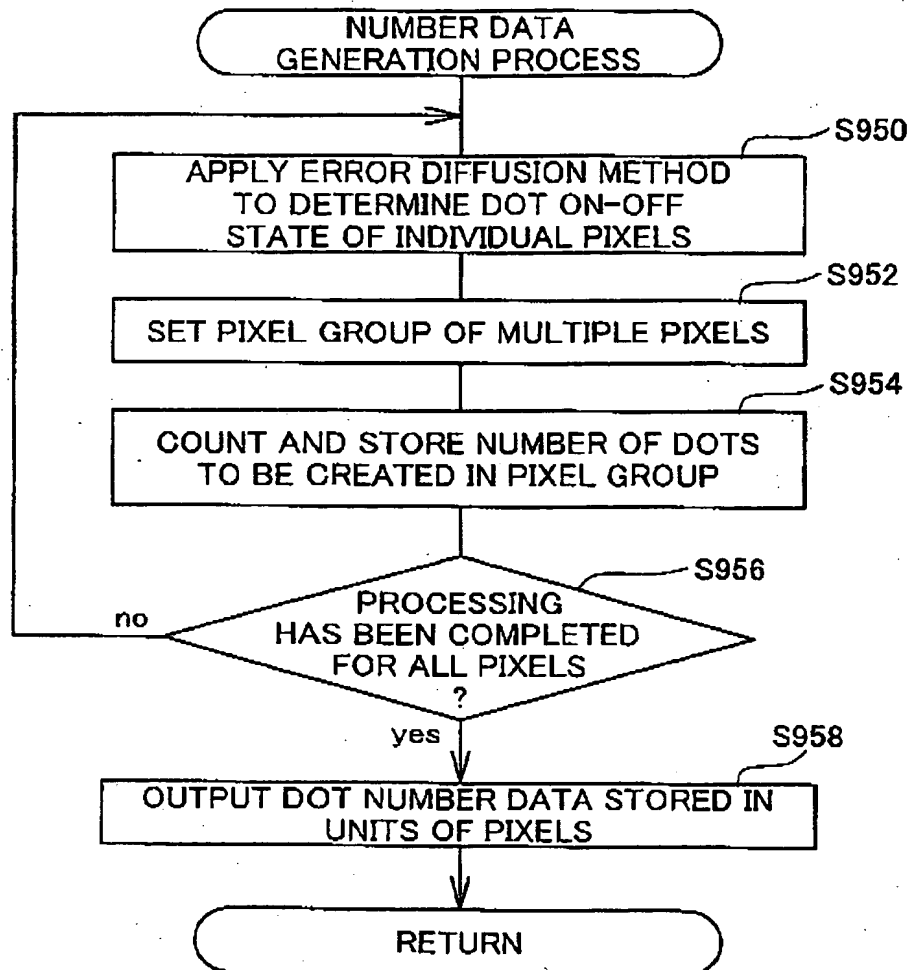 NUMBER DATA
GENERATION PROCESS
S950
APPLY ERROR DIFFUSION METHOD
TO DETERMINE DOT ON-OFF
STATE OF INDIVIDUAL PIXELS
S952
SET PIXEL GROUP OF MULTIPLE PIXELS
S954
COUNT AND STORE NUMBER OF DOTS
TO BE CREATED IN PIXEL GROUP
S956
PROCESSING
HAS BEEN COMPLETED
FOR ALL PIXELS
?
no
yes
S958
OUTPUT DOT NUMBER DATA STORED IN
UNITS OF PIXELS
RETURN